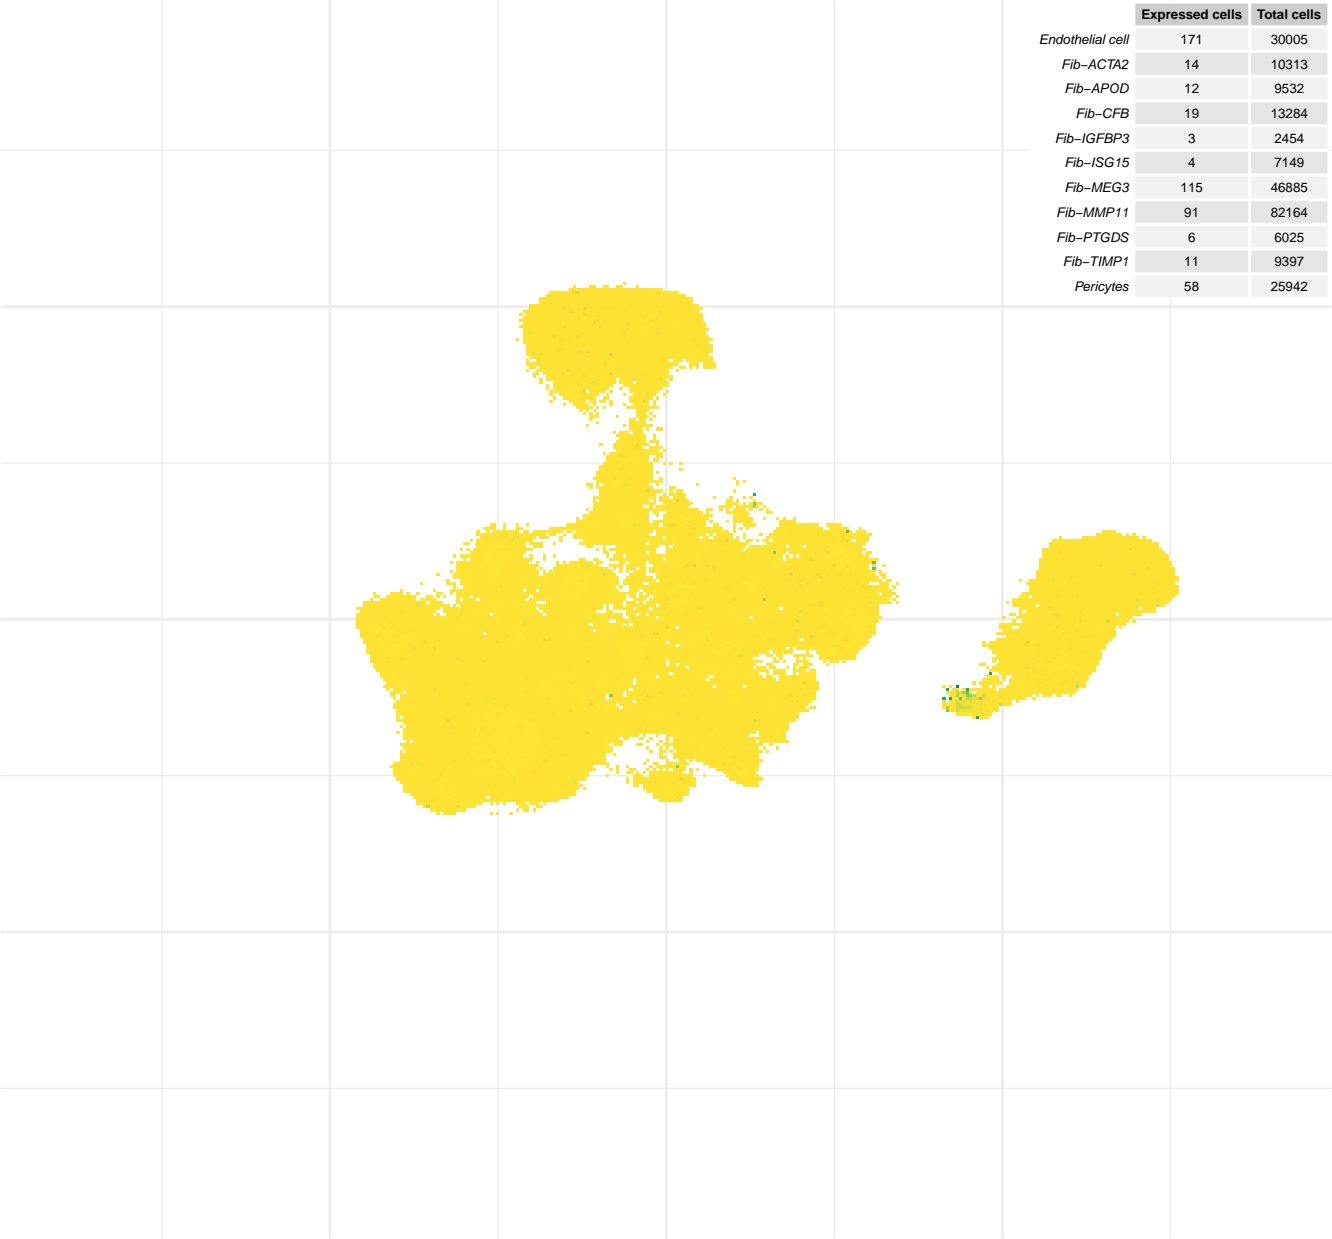 Expressed cells Total cells
Endothelial cell 171 30005
Fib−ACTA2 14 10313
Fib−APOD 12 9532
Fib−CFB 19 13284
Fib−IGFBP3 3 2454
Fib−ISG15 4 7149
Fib−MEG3 115 46885
Fib−MMP11 91 82164
Fib−PTGDS 6 6025
Fib−TIMP1 11 9397
Pericytes 58 25942